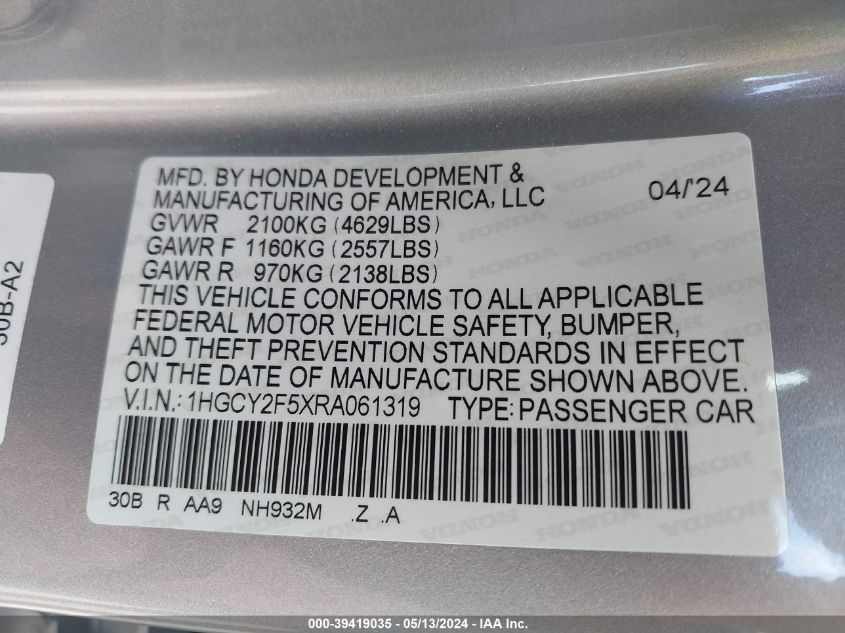 MFD. BY HONDA DEVELOPMENT &
MANUFACTURING OF AMERICA, LLC 04/'24
GVWR 2100KG (4629LBS)
GAWR F 1160KG (2557LBS)
GAWR R 970KG (2138LBS)
THIS VEHICLE CONFORMS TO ALL APPLICABLE
FEDERAL MOTOR VEHICLE SAFETY, BUMPER,
AND THEFT PREVENTION STANDARDS IN EFFECT
ON THE DATE OF MANUFACTURE SHOWN ABOVE.
V.I.N.: 1HGCY2F5XRA061319 TYPE: PASSENGER CAR
30B R AA9 NH932M .Z .A
30B-A2
000-39419035 - 05/13/2024 - IAA Inc.